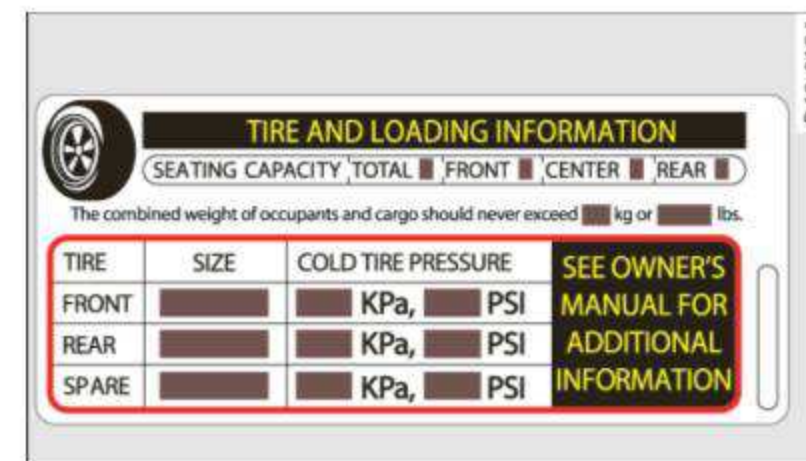 TIRE AND LOADING INFORMATION
SEATING CAPACITY TOTAL FRONT CENTER REAR
The combined weight of occupants and cargo should never exceed kg or lbs.
TIRE SIZE COLD TIRE PRESSURE
FRONT KPa, PSI
REAR KPa, PSI
SPARE KPa, PSI
SEE OWNER'S
MANUAL FOR
ADDITIONAL
INFORMATION